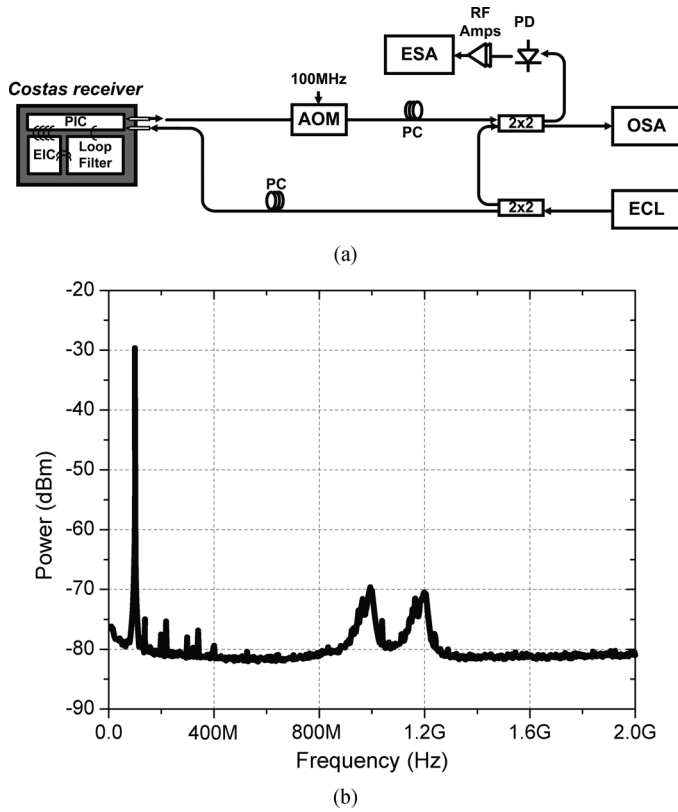 RF
Amps PD
ESA
Costas receiver
100MHz
PIC
AOM
PC
2x2
OSA
EIC
Loop
Filter
PC
2x2
ECL
(a)
-20
-30
-40
-50
-60
-70
-80
-90
Power (dBm)
0.0 400M 800M 1.2G 1.6G 2.0G
Frequency (Hz)
(b)